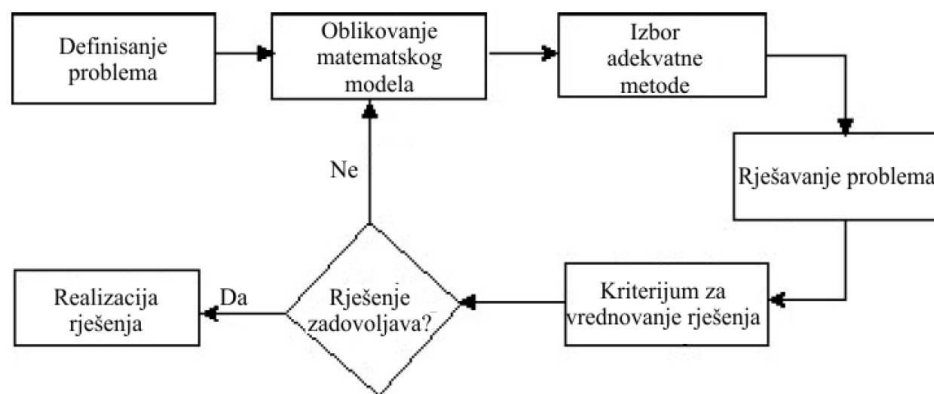 Definisanje
problema
Oblikovanje
matematskog
modela
Izbor
adekvatne
metode
Rješavanje problema
Kriterijum za
vrednovanje rješenja
Rješenje
zadovoljava?
Ne
Da
Realizacija
rješenja